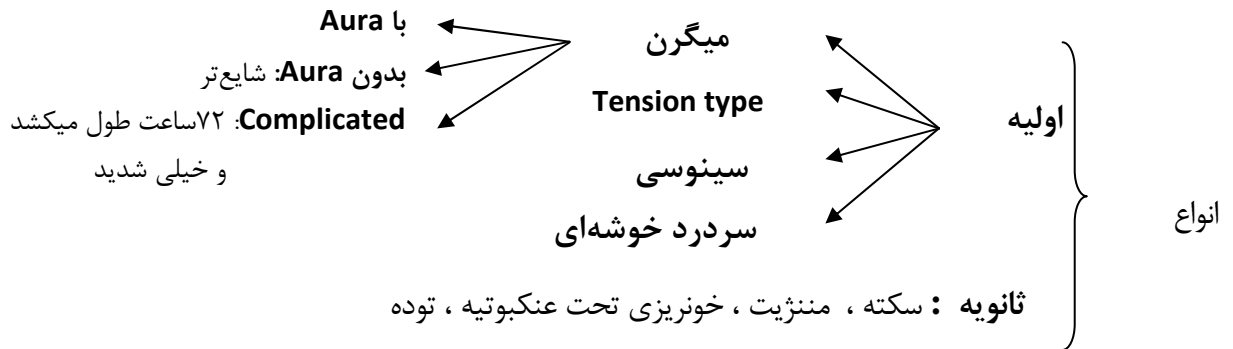 انواع
اولیه
میگرن
با Aura
بدون Aura: شایع‌تر
Complicated: ۷۲ساعت طول میکشد
و خیلی شدید
Tension type
سینوسی
سردرد خوشه‌ای
ثانویه : سکته ، مننژیت ، خونریزی تحت عنکبوتیه ، توده